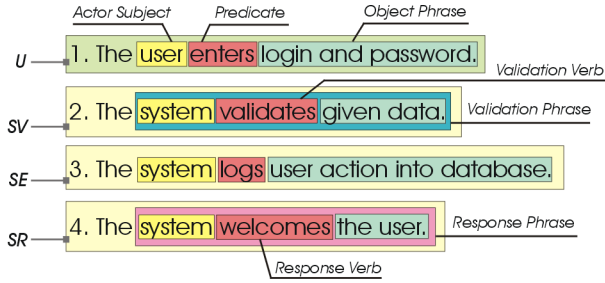 Actor Subject Predicate Object Phrase
U 1. The user enters login and password.
Validation Verb
SV 2. The system validates given data. Validation Phrase
SE 3. The system logs user action into database.
SR 4. The system welcomes the user. Response Phrase
Response Verb